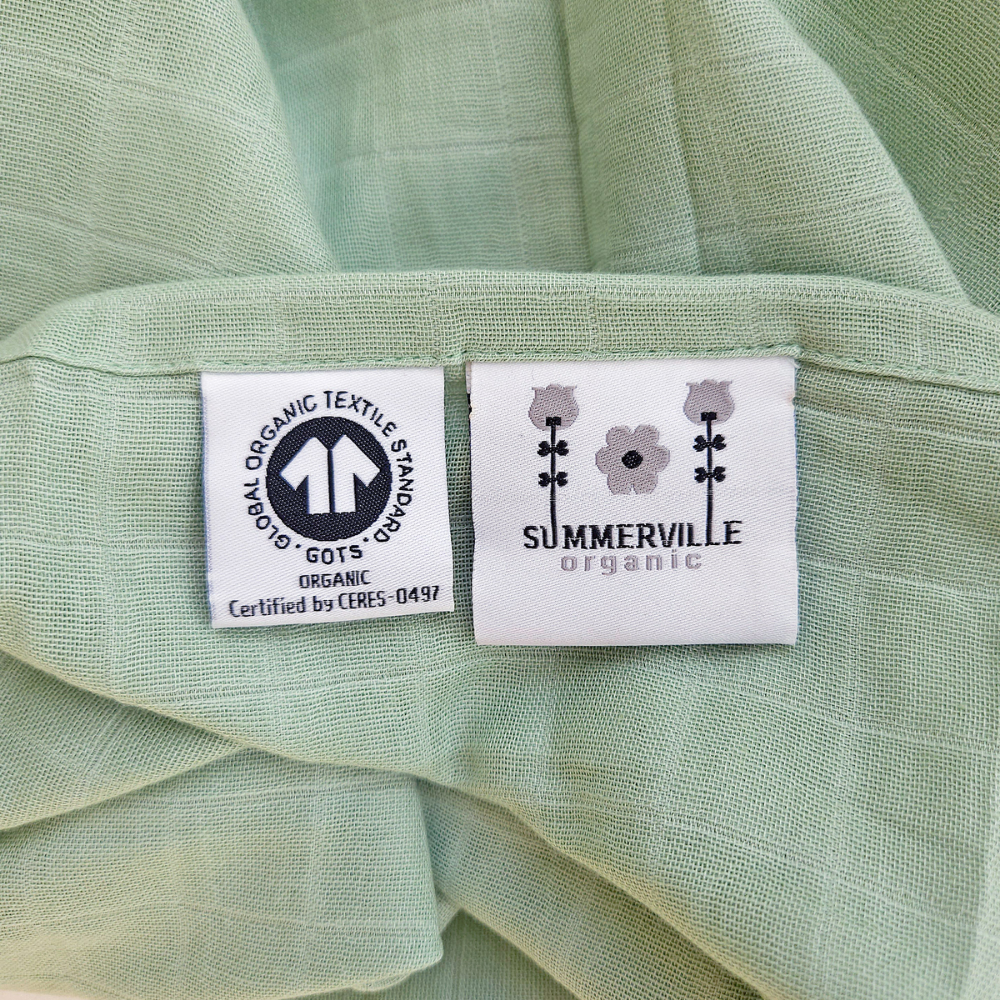 GLOBAL ORGANIC TEXTILE STANDARD
· GOTS ·
ORGANIC
Certified by CERES-0497
SUMMERVILLE
organic